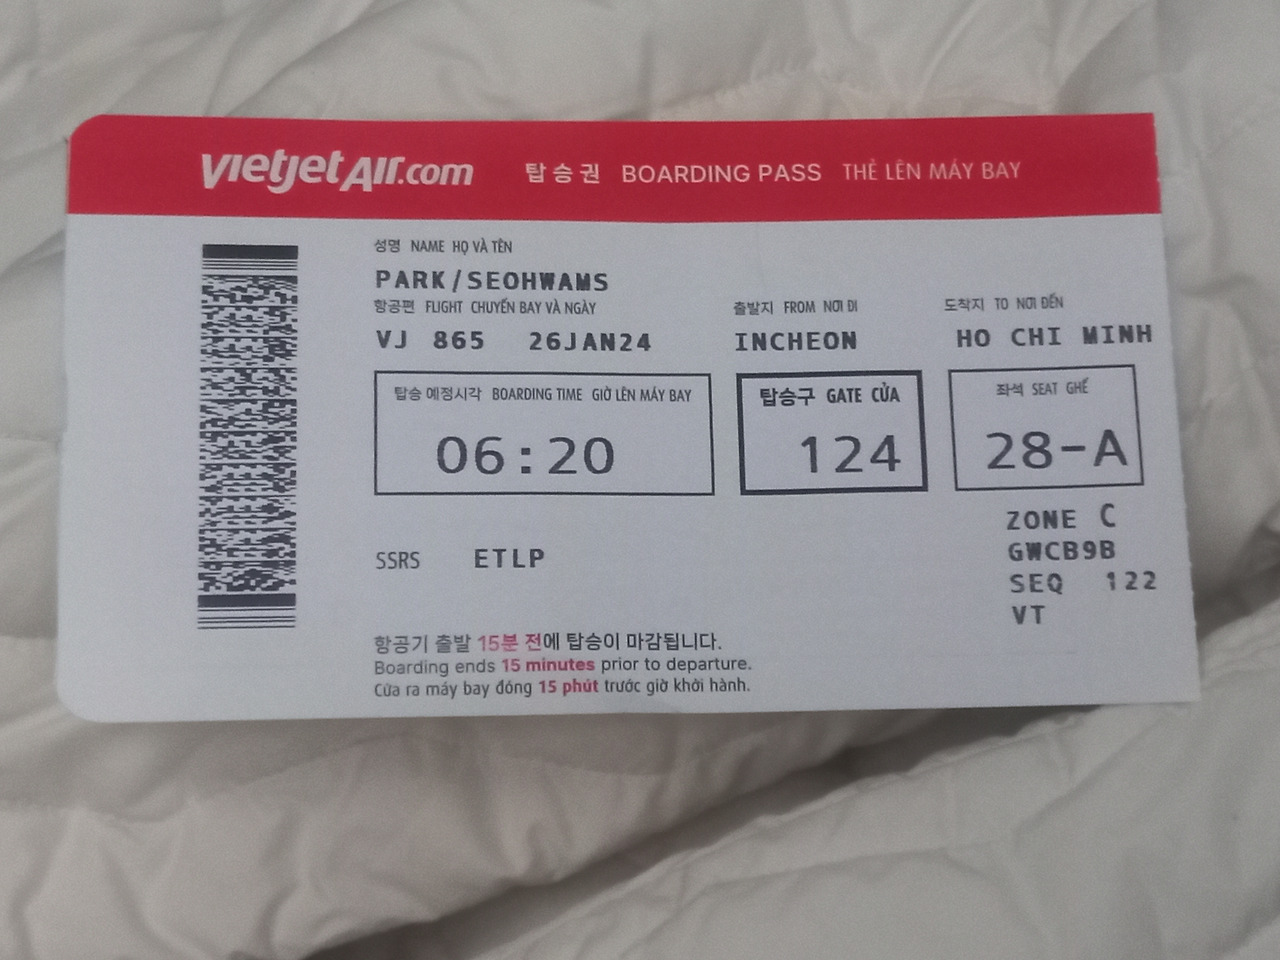 vietjetAir.com 탑승권 BOARDING PASS THẺ LÊN MÁY BAY
성명 NAME HỌ VÀ TÊN
PARK/SEOHWAMS
항공편 FLIGHT CHUYẾN BAY VÀ NGÀY 출발지 FROM NƠI ĐI 도착지 TO NƠI ĐẾN
VJ 865 26JAN24 INCHEON HO CHI MINH
탑승 예정시각 BOARDING TIME GIỜ LÊN MÁY BAY 탑승구 GATE CỬA 좌석 SEAT GHẾ
06:20 124 28-A
ZONE C
SSRS ETLP GWCB9B
SEQ 122
VT
항공기 출발 15분 전에 탑승이 마감됩니다.
Boarding ends 15 minutes prior to departure.
Cửa ra máy bay đóng 15 phút trước giờ khởi hành.